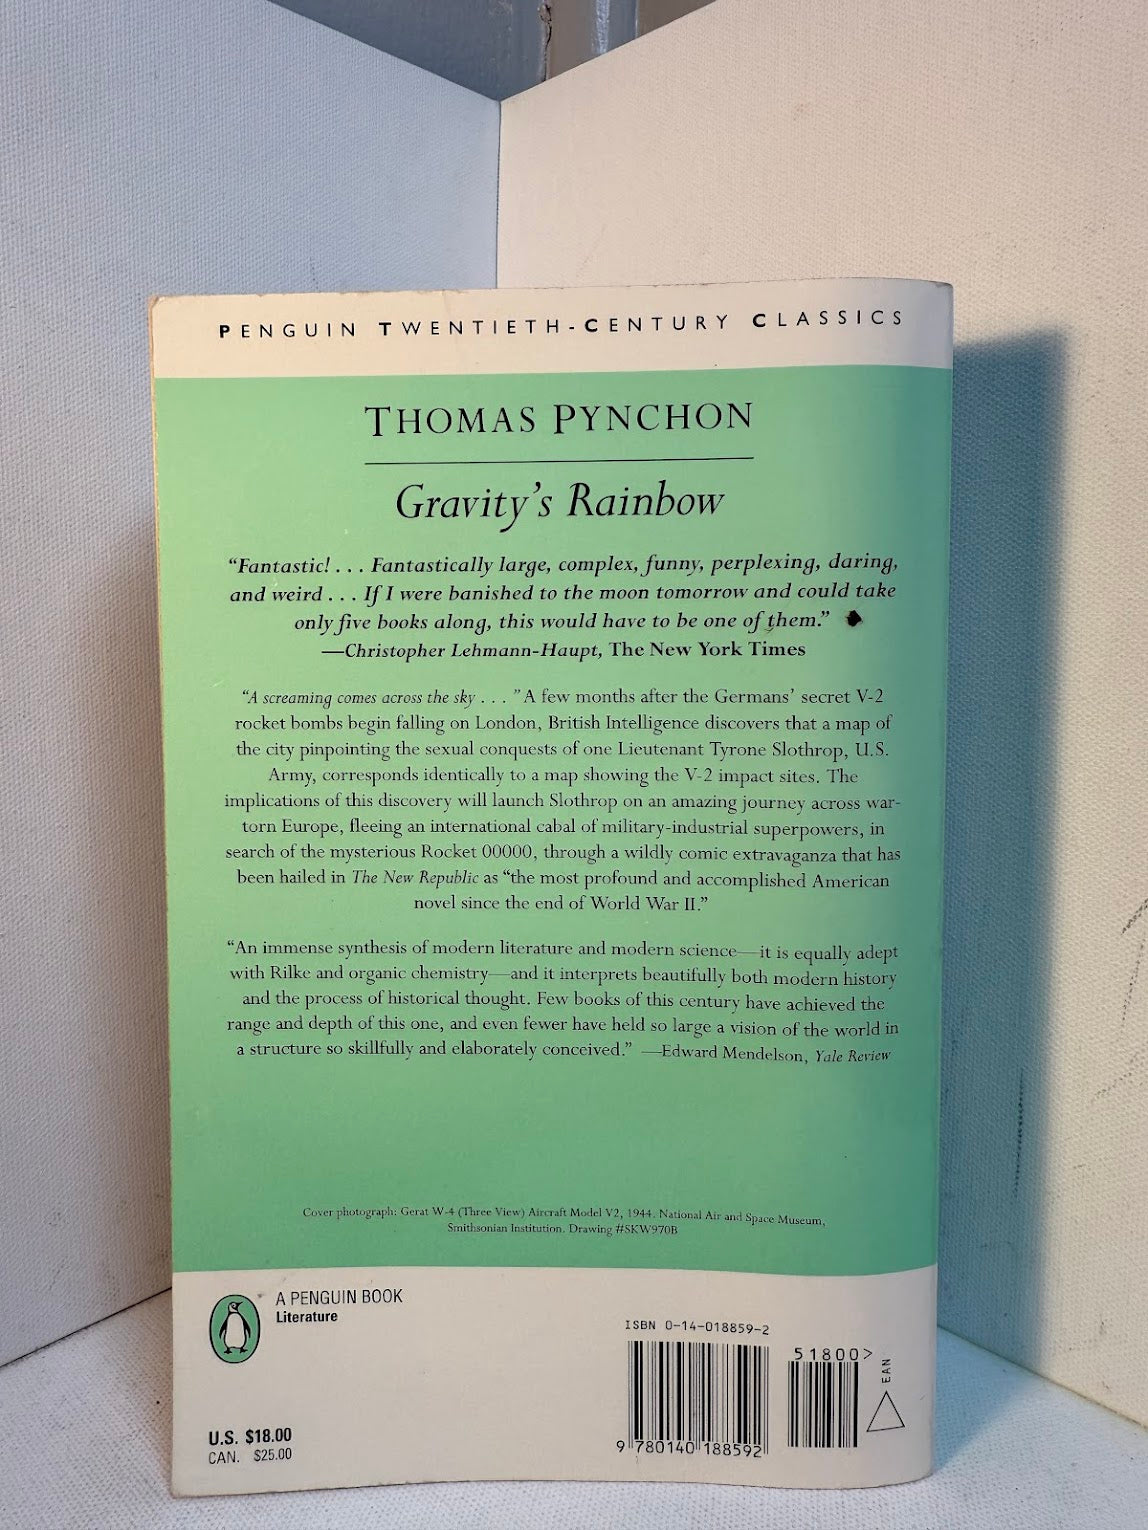 PENGUIN TWENTIETH-CENTURY CLASSICS
THOMAS PYNCHON
Gravity's Rainbow
“Fantastic! . . . Fantastically large, complex, funny, perplexing, daring,
and weird . . . If I were banished to the moon tomorrow and could take
only five books along, this would have to be one of them.”
—Christopher Lehmann-Haupt, The New York Times
“A screaming comes across the sky . . . ” A few months after the Germans’ secret V-2
rocket bombs begin falling on London, British Intelligence discovers that a map of
the city pinpointing the sexual conquests of one Lieutenant Tyrone Slothrop, U.S.
Army, corresponds identically to a map showing the V-2 impact sites. The
implications of this discovery will launch Slothrop on an amazing journey across war-
torn Europe, fleeing an international cabal of military-industrial superpowers, in
search of the mysterious Rocket 00000, through a wildly comic extravaganza that has
been hailed in The New Republic as “the most profound and accomplished American
novel since the end of World War II.”
“An immense synthesis of modern literature and modern science—it is equally adept
with Rilke and organic chemistry—and it interprets beautifully both modern history
and the process of historical thought. Few books of this century have achieved the
range and depth of this one, and even fewer have held so large a vision of the world in
a structure so skillfully and elaborately conceived.” —Edward Mendelson, Yale Review
Cover photograph: Gerat W-4 (Three View) Aircraft Model V2, 1944. National Air and Space Museum,
Smithsonian Institution. Drawing #SKW970B
A PENGUIN BOOK
Literature
ISBN 0-14-018859-2
51800>
EAN
9 780140 188592
U.S. $18.00
CAN. $25.00